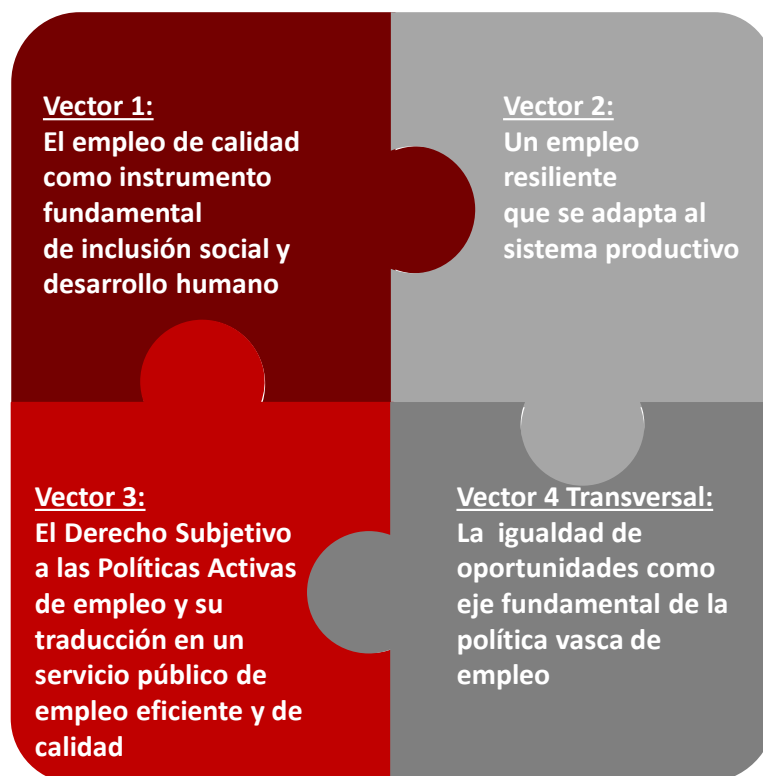 Vector 1:
El empleo de calidad
como instrumento
fundamental
de inclusión social y
desarrollo humano
Vector 2:
Un empleo
resiliente
que se adapta al
sistema productivo
Vector 3:
El Derecho Subjetivo
a las Políticas Activas
de empleo y su
traducción en un
servicio público de
empleo eficiente y de
calidad
Vector 4 Transversal:
La  igualdad de
oportunidades como
eje fundamental de la
política vasca de
empleo